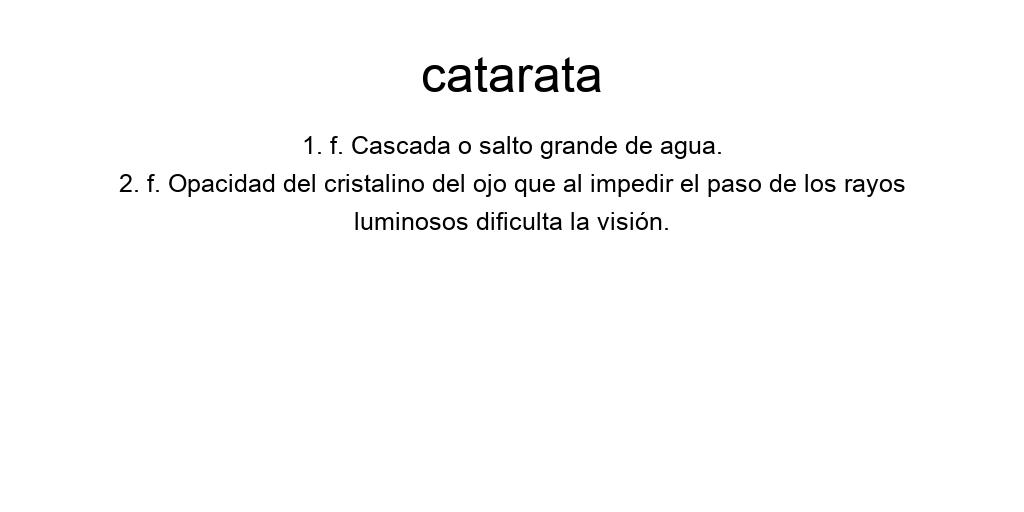 catarata
1. f. Cascada o salto grande de agua.
2. f. Opacidad del cristalino del ojo que al impedir el paso de los rayos
luminosos dificulta la visión.